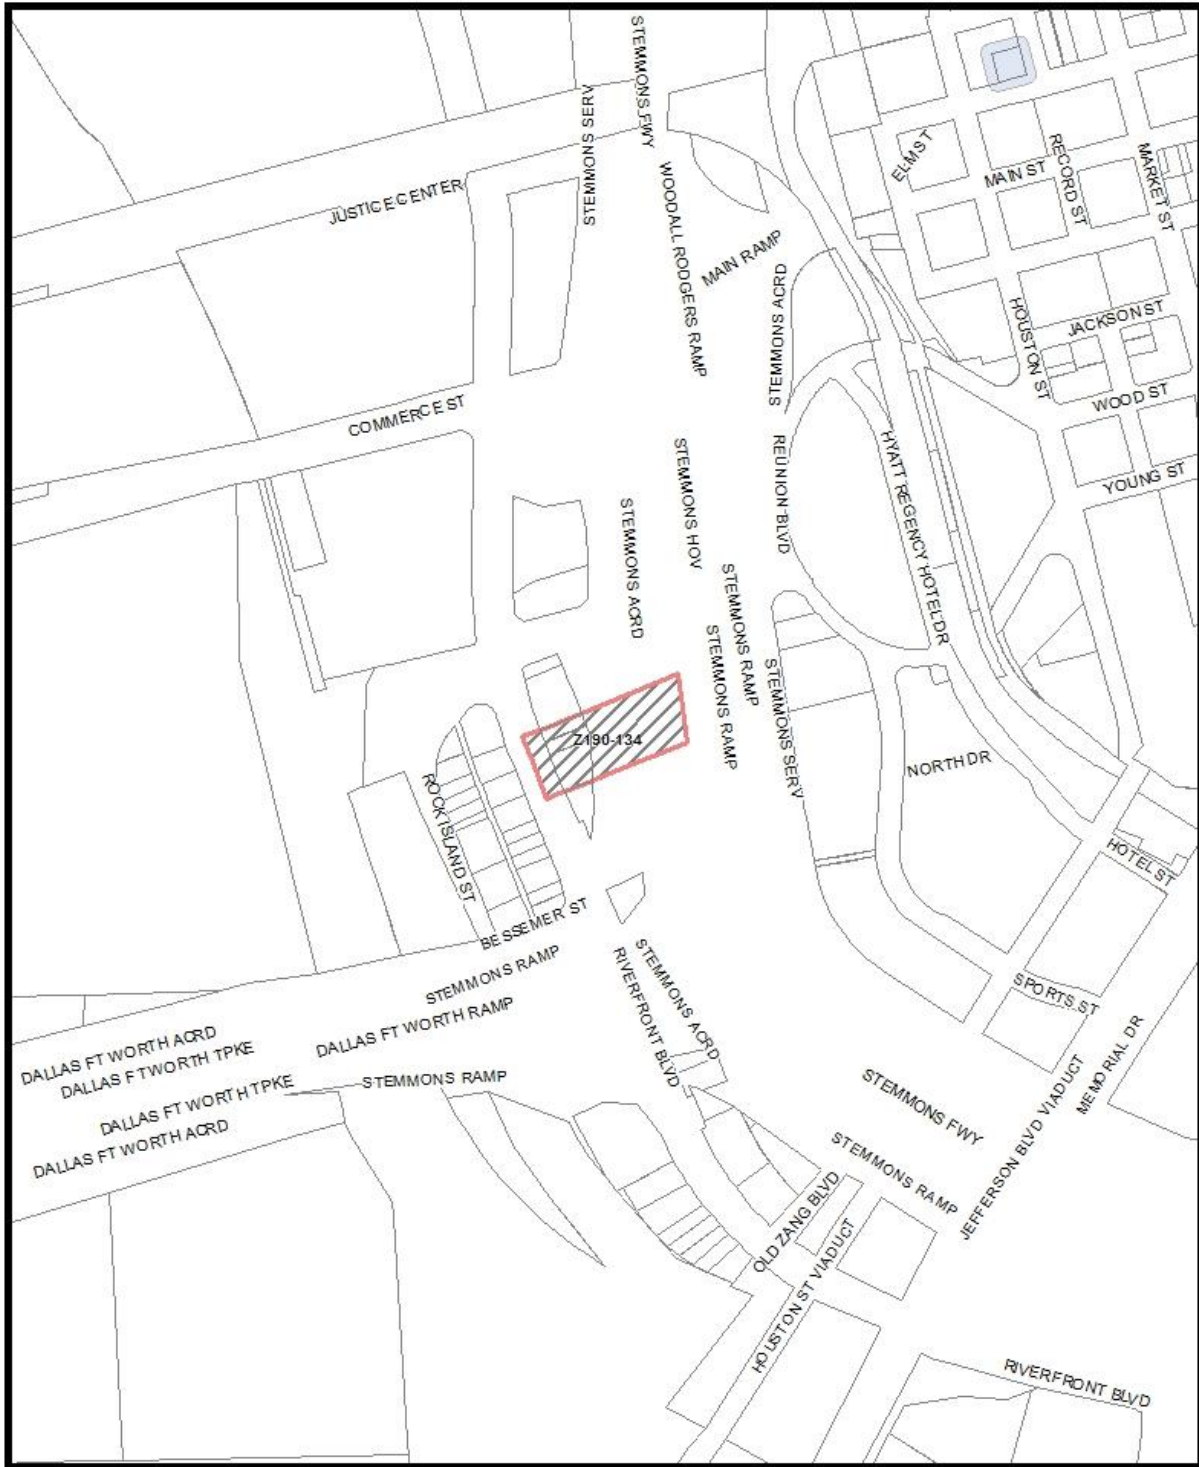 STEMMONS FWY
STEMMONS SERV
JUSTICE CENTER
WOODALL RODGERS RAMP
MAIN RAMP
STEMMONS ACRD
ELM ST
MAIN ST
RECORD ST
MARKET ST
HOUSTON ST
JACKSON ST
WOOD ST
YOUNG ST
COMMERCE ST
STEMMONS HOV
REUNION BLVD
HYATT REGENCY HOTEL DR
STEMMONS ACRD
STEMMONS RAMP
STEMMONS RAMP
STEMMONS SERV
Z190-134
NORTH DR
ROCK ISLAND ST
HOTEL ST
BESSEMER ST
STEMMONS RAMP
STEMMONS ACRD
RIVERFRONT BLVD
SPORTS ST
MEMORIAL DR
DALLAS FT WORTH RAMP
DALLAS FT WORTH ACRD
DALLAS FT WORTH TPKE
STEMMONS RAMP
DALLAS FT WORTH TPKE
DALLAS FT WORTH ACRD
STEMMONS FWY
JEFFERSON BLVD VIADUCT
STEMMONS RAMP
OLD ZANG BLVD
HOUSTON ST VIADUCT
RIVERFRONT BLVD